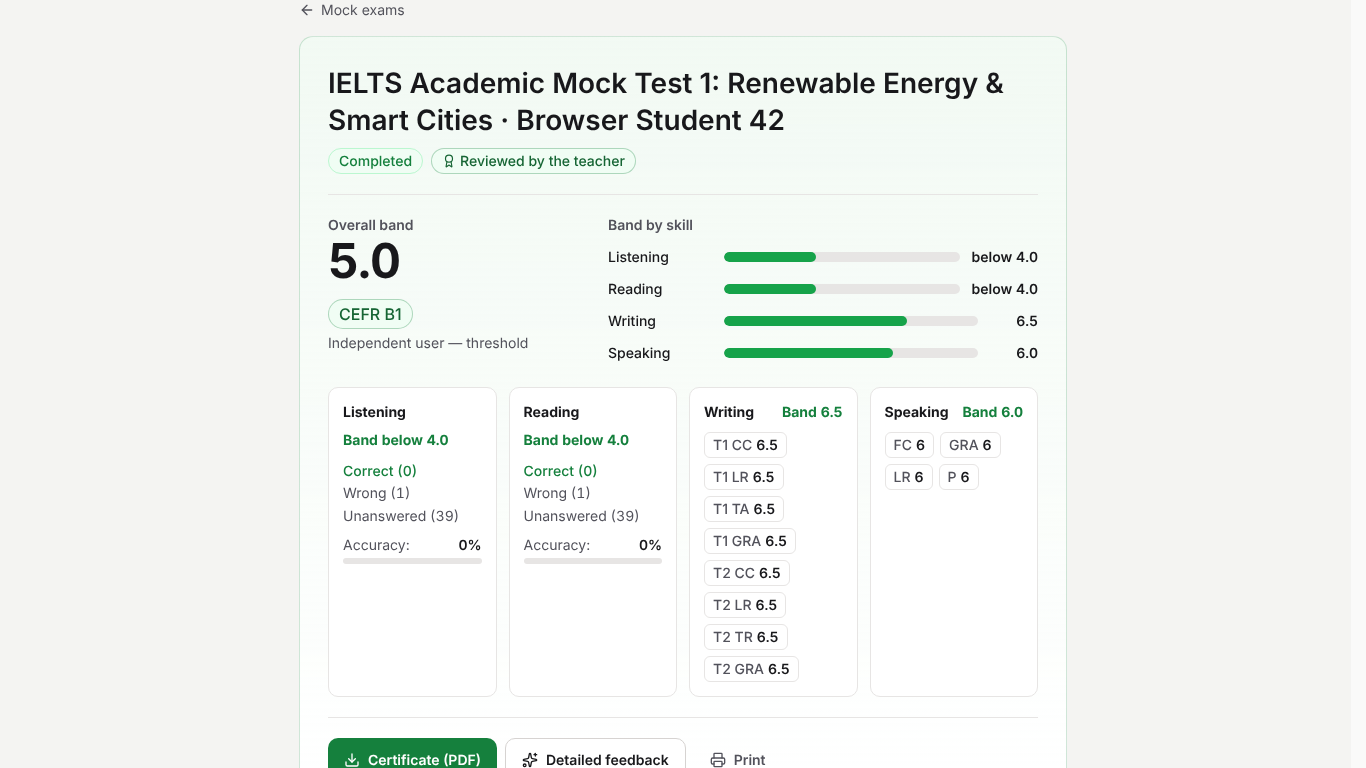 Mock exams
IELTS Academic Mock Test 1: Renewable Energy &
Smart Cities · Browser Student 42
Completed
Reviewed by the teacher
Overall band
5.0
CEFR B1
Independent user — threshold
Band by skill
Listening below 4.0
Reading below 4.0
Writing 6.5
Speaking 6.0
Listening
Band below 4.0
Correct (0)
Wrong (1)
Unanswered (39)
Accuracy: 0%
Reading
Band below 4.0
Correct (0)
Wrong (1)
Unanswered (39)
Accuracy: 0%
Writing Band 6.5
T1 CC 6.5
T1 LR 6.5
T1 TA 6.5
T1 GRA 6.5
T2 CC 6.5
T2 LR 6.5
T2 TR 6.5
T2 GRA 6.5
Speaking Band 6.0
FC 6 GRA 6
LR 6 P 6
Certificate (PDF) Detailed feedback Print